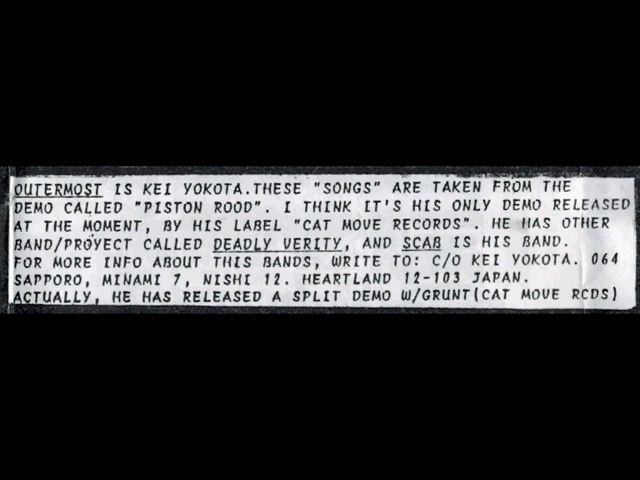 OUTERMOST IS KEI YOKOTA.THESE "SONGS" ARE TAKEN FROM THE
DEMO CALLED "PISTON ROOD". I THINK IT'S HIS ONLY DEMO RELEASED
AT THE MOMENT, BY HIS LABEL "CAT MOVE RECORDS". HE HAS OTHER
BAND/PROYECT CALLED DEADLY VERITY, AND SCAB IS HIS BAND.
FOR MORE INFO ABOUT THIS BANDS, WRITE TO: C/O KEI YOKOTA. 064
SAPPORO, MINAMI 7, NISHI 12. HEARTLAND 12-103 JAPAN.
ACTUALLY, HE HAS RELEASED A SPLIT DEMO W/GRUNT(CAT MOVE RCDS)